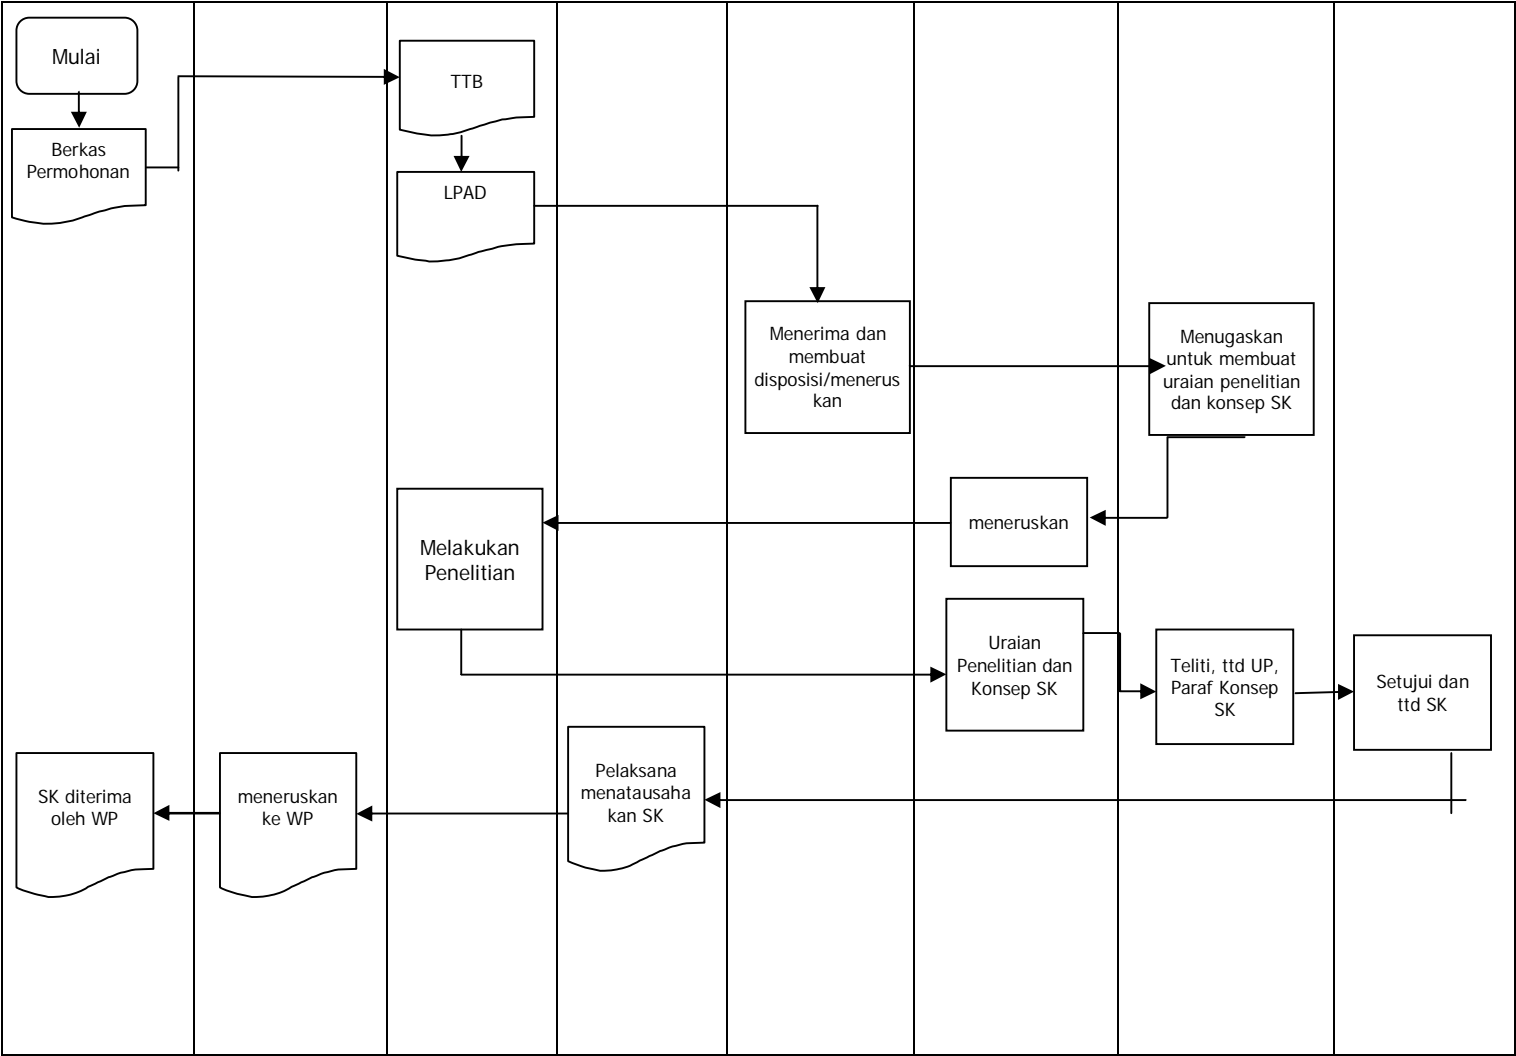 Mulai
Berkas
Permohonan
TTB
LPAD
Menerima dan
membuat
disposisi/menerus
kan
Menugaskan
untuk membuat
uraian penelitian
dan konsep SK
meneruskan
Melakukan
Penelitian
Uraian
Penelitian dan
Konsep SK
Teliti, ttd UP,
Paraf Konsep
SK
Setujui dan
ttd SK
Pelaksana
menatausaha
kan SK
meneruskan
ke WP
SK diterima
oleh WP